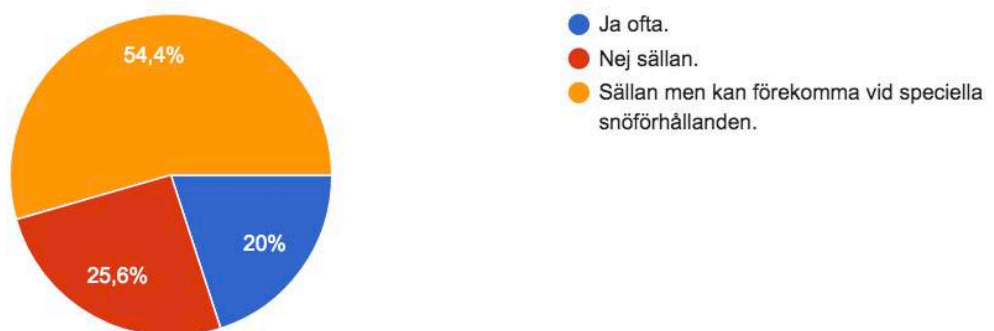 54,4%
25,6%
20%
Ja ofta.
Nej sällan.
Sällan men kan förekomma vid speciella
snöförhållanden.